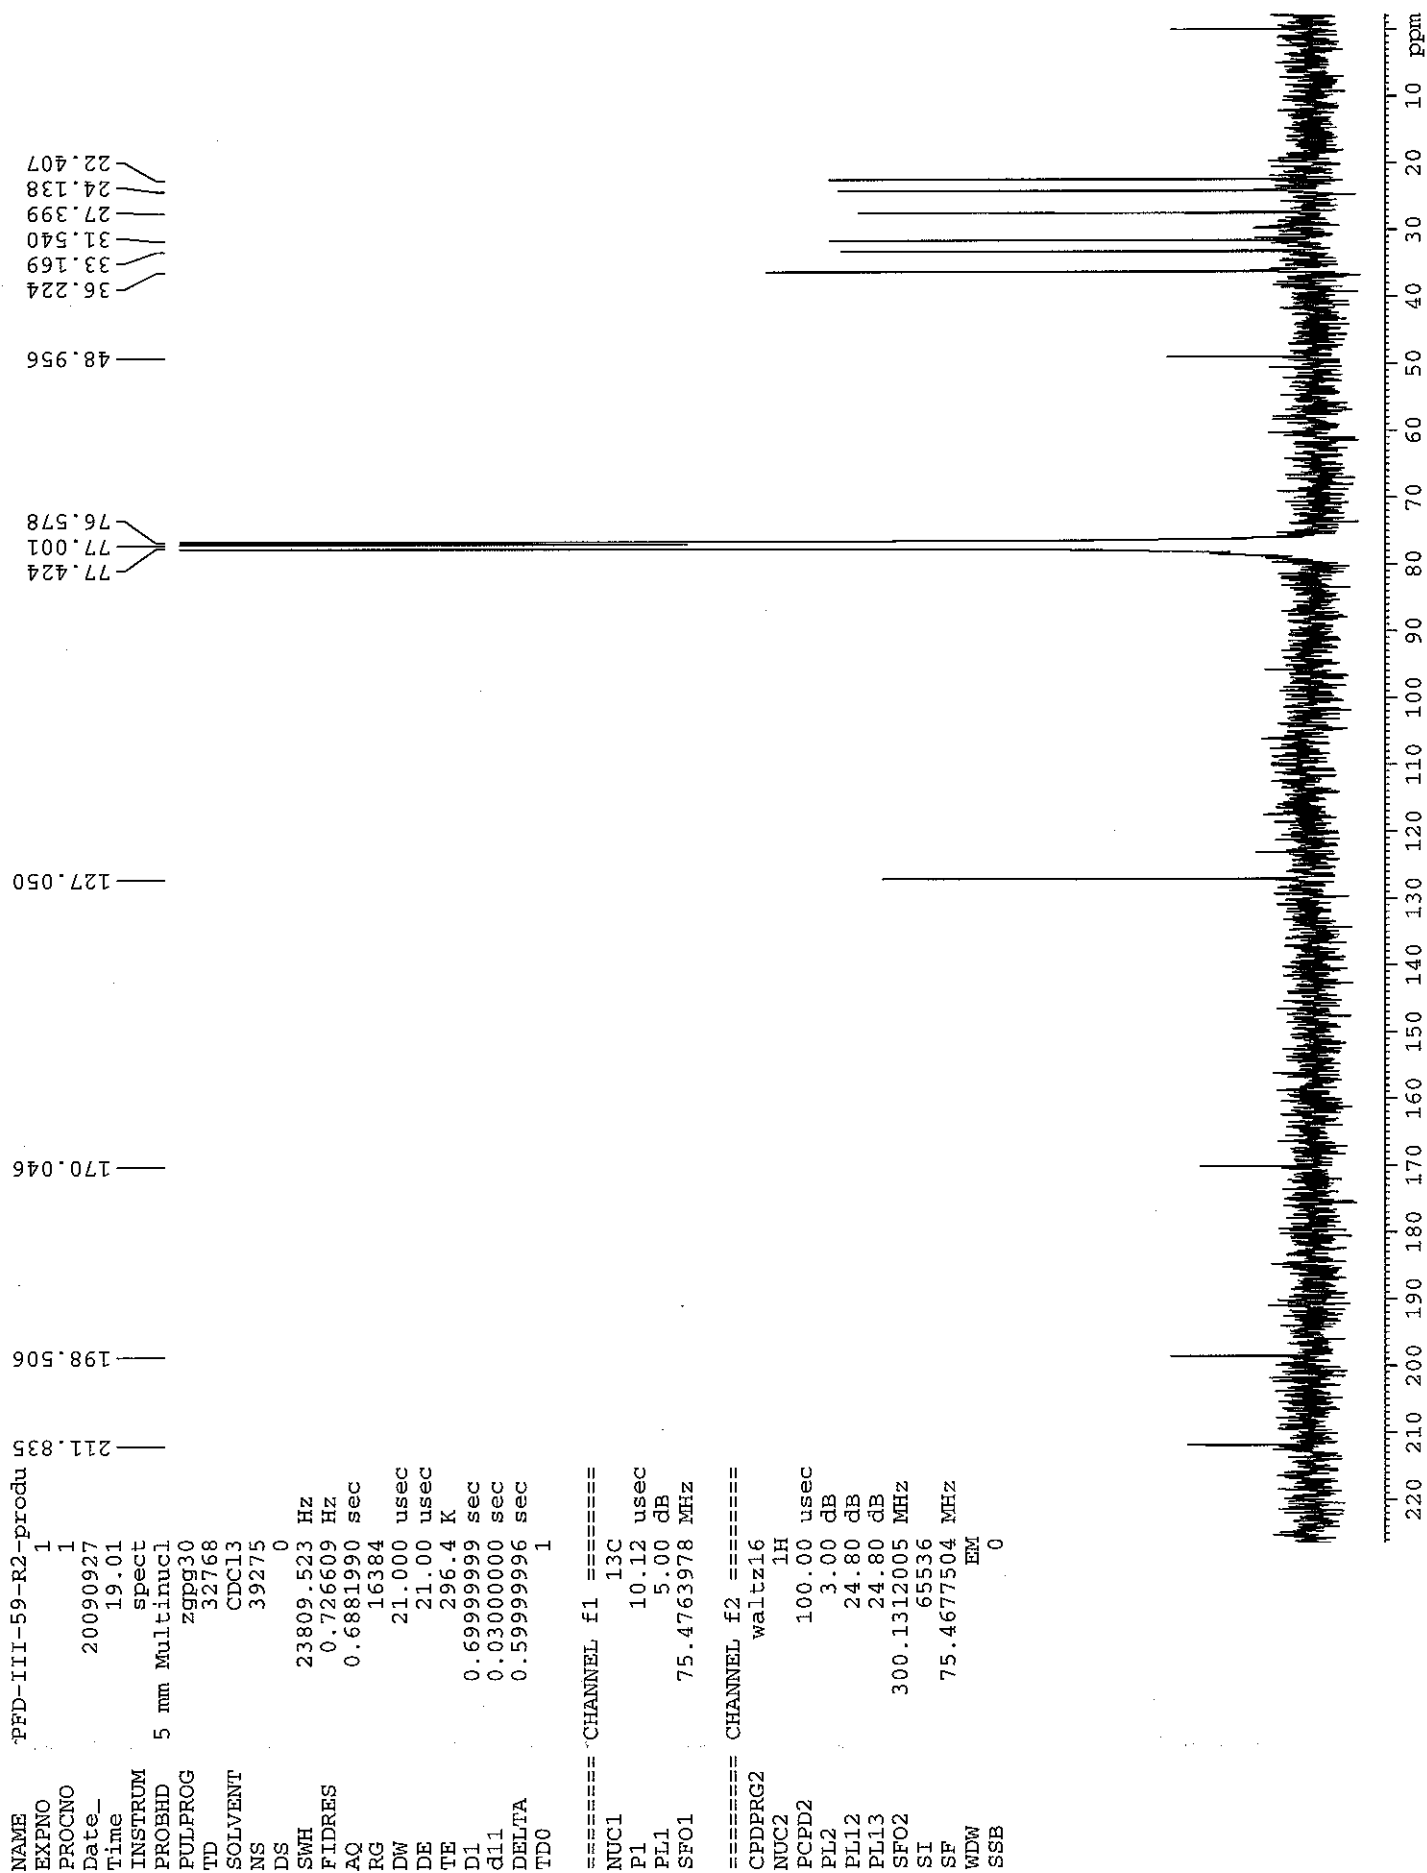 NAME PFD-III-59-R2-produ
EXPNO 1
PROCNO 1
Date_ 20090927
Time 19.01
INSTRUM spect
PROBHD 5 mm Multinucl
PULPROG zgpg30
TD 32768
SOLVENT CDCl3
NS 39275
DS 0
SWH 23809.523 Hz
FIDRES 0.726609 Hz
AQ 0.6881990 sec
RG 16384
DW 21.000 usec
DE 21.00 usec
TE 296.4 K
D1 0.69999999 sec
d11 0.03000000 sec
DELTA 0.59999996 sec
TD0 1
======== CHANNEL f1 ========
NUC1 13C
P1 10.12 usec
PL1 5.00 dB
SFO1 75.4763978 MHz
======== CHANNEL f2 ========
CPDPRG2 waltz16
NUC2 1H
PCPD2 100.00 usec
PL2 3.00 dB
PL12 24.80 dB
PL13 24.80 dB
SFO2 300.1312005 MHz
SI 65536
SF 75.4677504 MHz
WDW EM
SSB 0
211.835
198.506
170.046
127.050
77.424
77.001
76.578
48.956
36.224
33.169
31.540
27.399
24.138
22.407
220 210 200 190 180 170 160 150 140 130 120 110 100 90 80 70 60 50 40 30 20 10 ppm